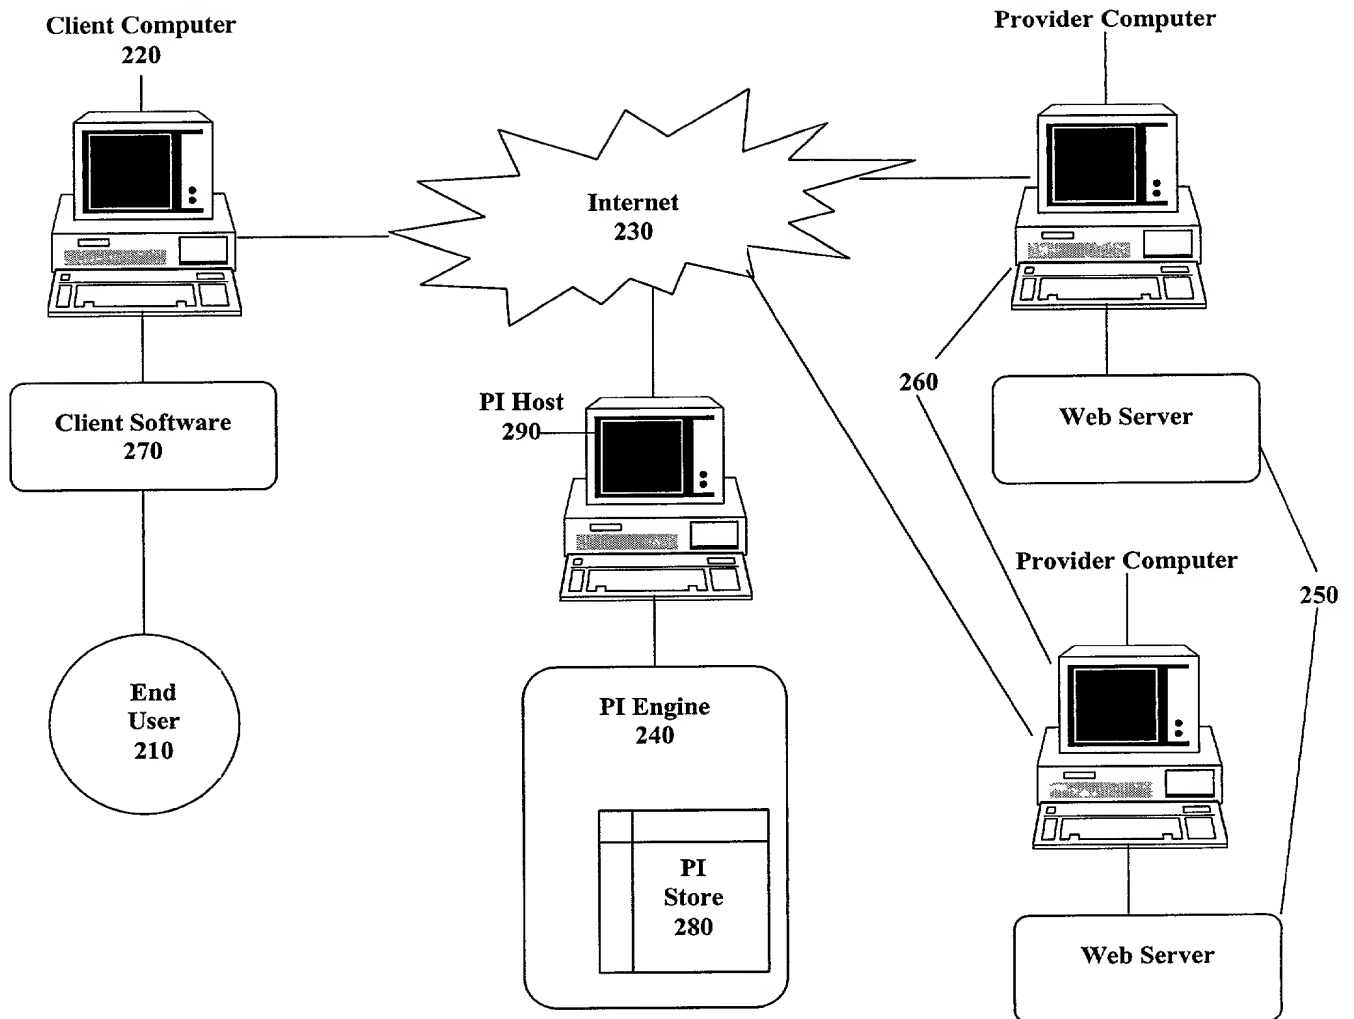 Client Computer
220
Provider Computer
Internet
230
260
PI Host
290
Client Software
270
Web Server
Provider Computer
250
End
User
210
PI Engine
240
PI
Store
280
Web Server